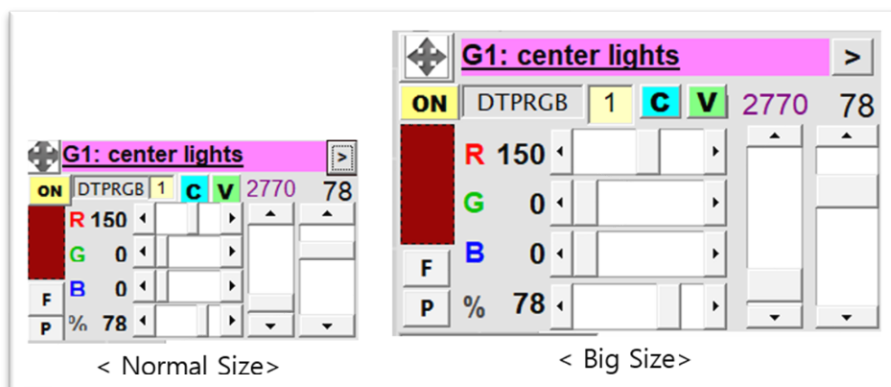 G1: center lights >
ON DTPRGB 1 C V 2770 78
R 150
G 0
B 0
F
P % 78
< Normal Size>
G1: center lights >
ON DTPRGB 1 C V 2770 78
R 150
G 0
B 0
F
P % 78
< Big Size>